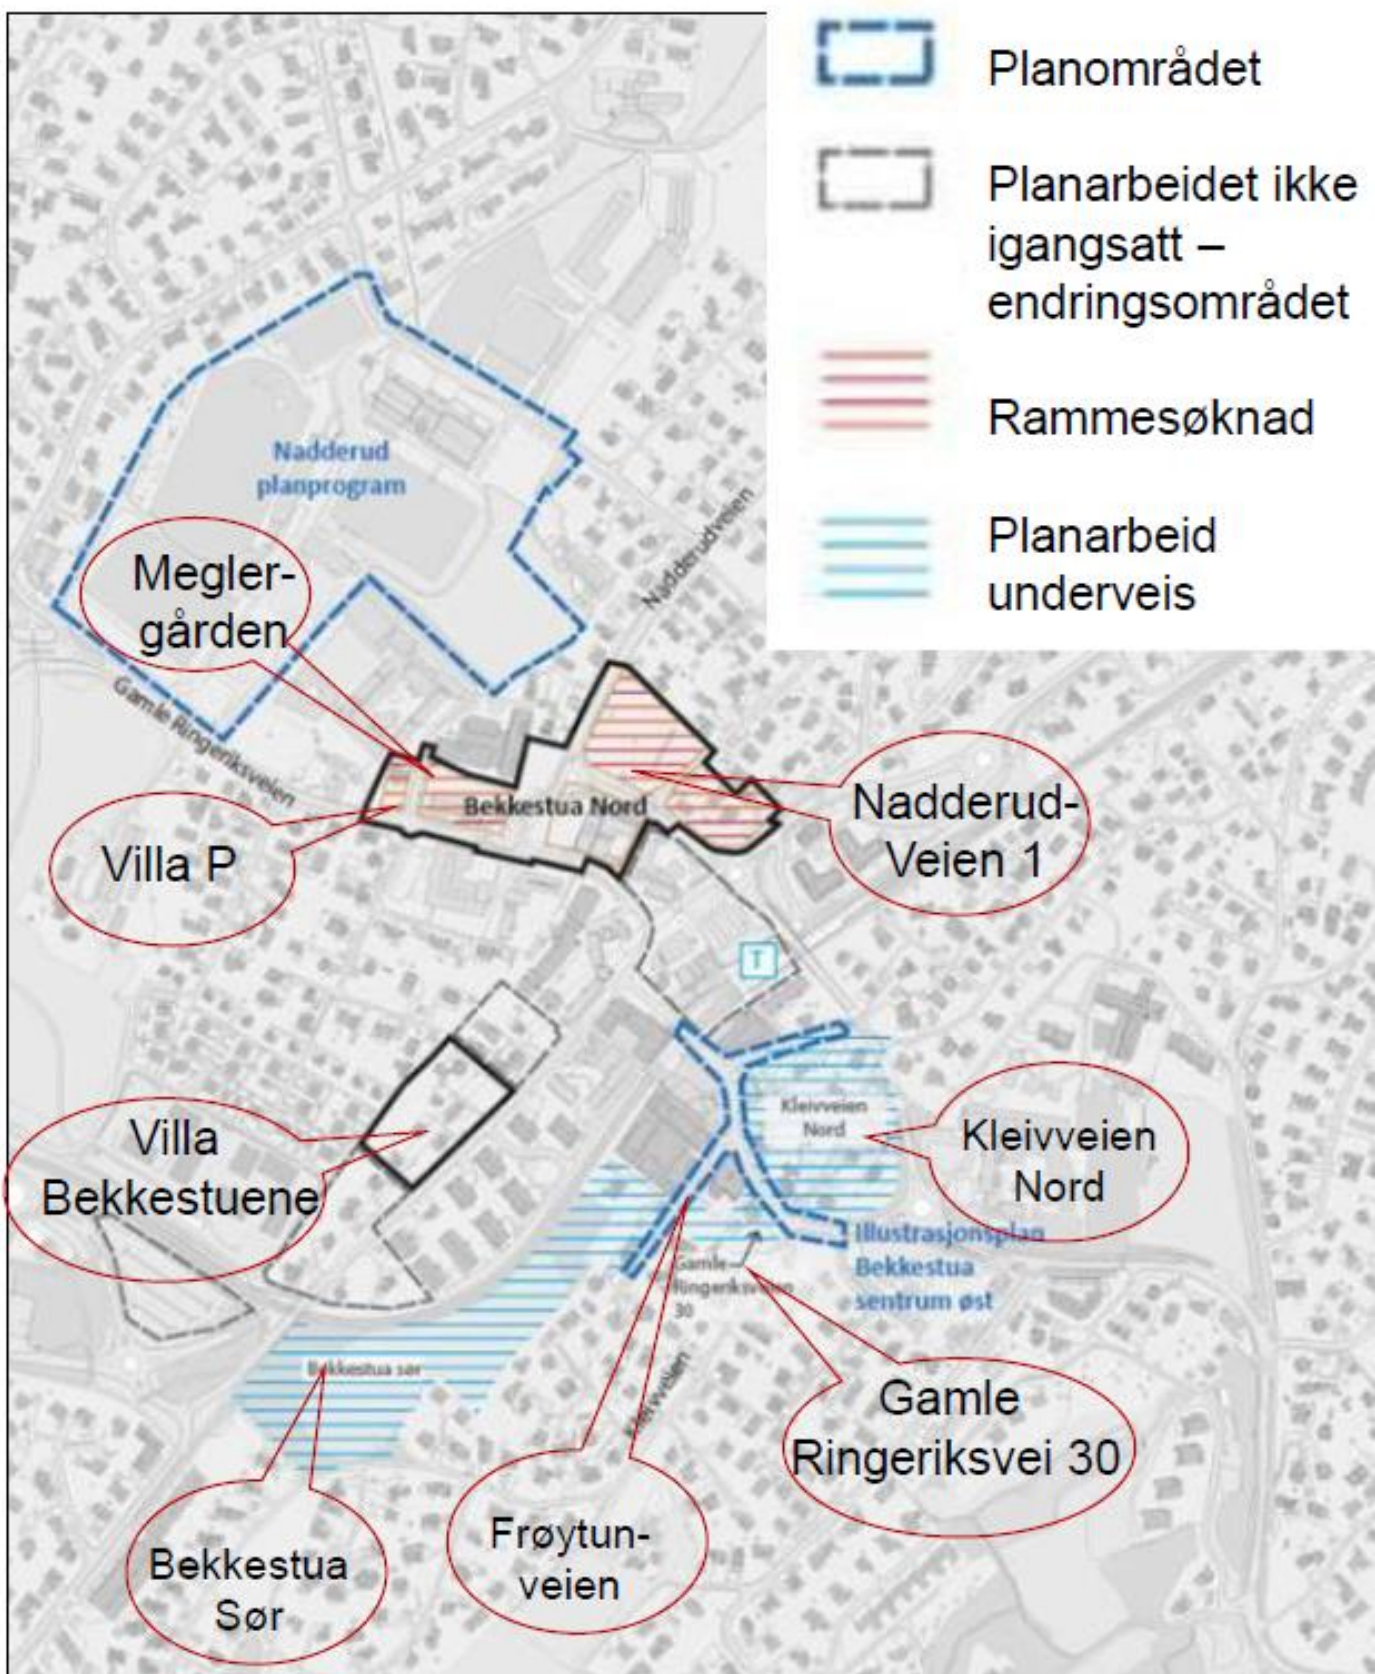 Planområdet
Planarbeidet ikke
igangsatt –
endringsområdet
Rammesøknad
Planarbeid
underveis
Nadderud
planprogram
Nadderudveien
Megler-
gården
Gamle Ringeriksveien
Bekkestua Nord
Nadderud-
Veien 1
Villa P
T
Villa
Bekkestuene
Kleivveien
Nord
Kleivveien
Nord
Illustrasjonsplan
Bekkestua
sentrum øst
Gamle
Ringeriksveien
30
Bekkestua sør
Kleivveien
Gamle
Ringeriksvei 30
Frøytun-
veien
Bekkestua
Sør